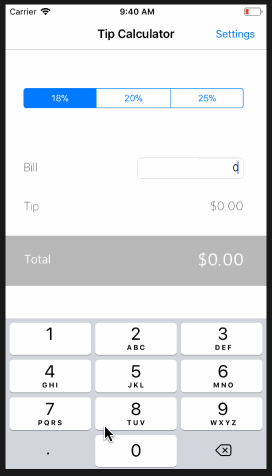 Carrier 9:40 AM
Tip Calculator Settings
18% 20% 25%
Bill 0
Tip $0.00
Total $0.00
1 2 3
ABC DEF
4 5 6
GHI JKL MNO
7 8 9
PQRS TUV WXYZ
. 0